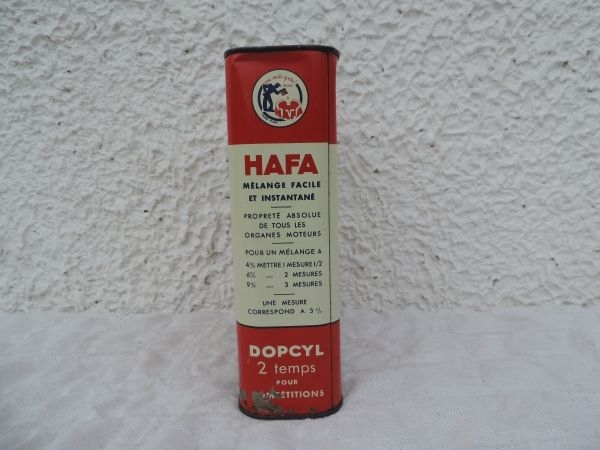 HAFA
MÉLANGE FACILE
ET INSTANTANÉ
PROPRETÉ ABSOLUE
DE TOUS LES
ORGANES MOTEURS
POUR UN MÉLANGE A
4% METTRE 1 MESURE 1/2
6% — 2 MESURES
9% — 3 MESURES
UNE MESURE
CORRESPOND A 3 %
DOPCYL
2 temps
POUR